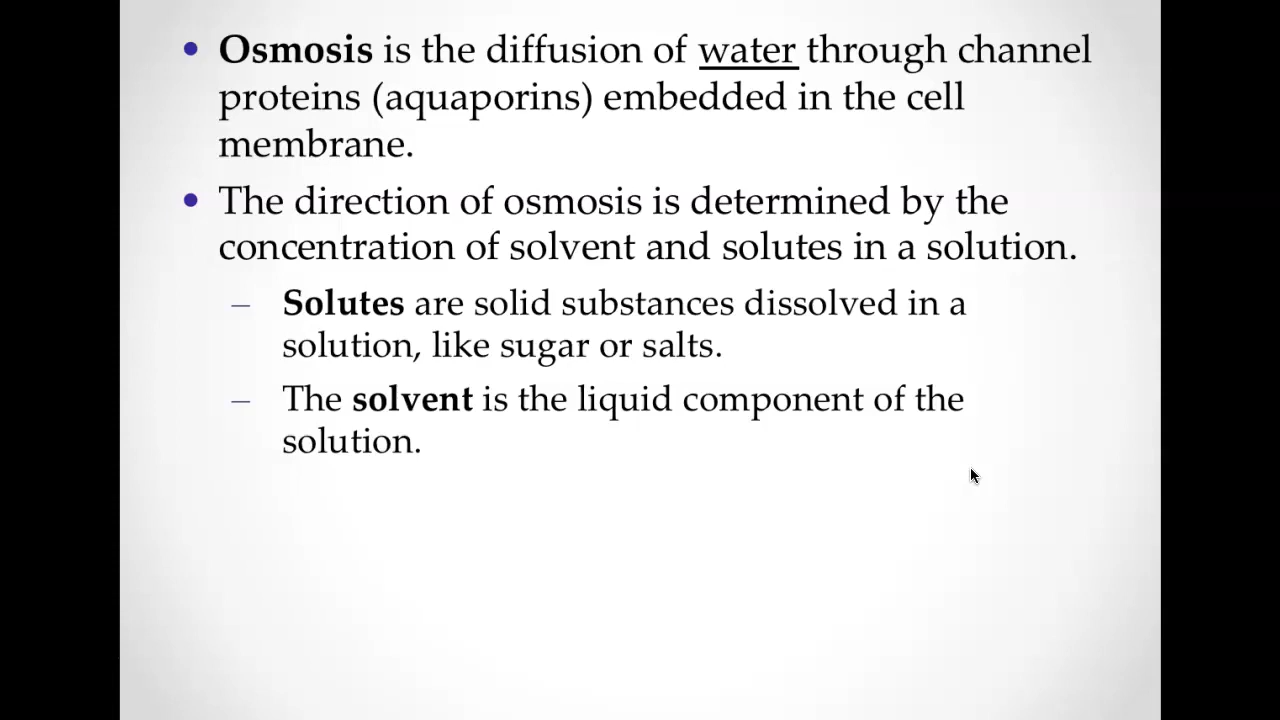 • Osmosis is the diffusion of water through channel
proteins (aquaporins) embedded in the cell
membrane.
• The direction of osmosis is determined by the
concentration of solvent and solutes in a solution.
– Solutes are solid substances dissolved in a
solution, like sugar or salts.
– The solvent is the liquid component of the
solution.